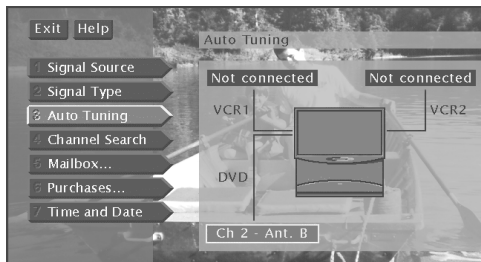 Exit Help
Auto Tuning
1 Signal Source
2 Signal Type
3 Auto Tuning
4 Channel Search
5 Mailbox...
6 Purchases...
7 Time and Date
Not connected Not connected
VCR1 VCR2
DVD
Ch 2 - Ant. B